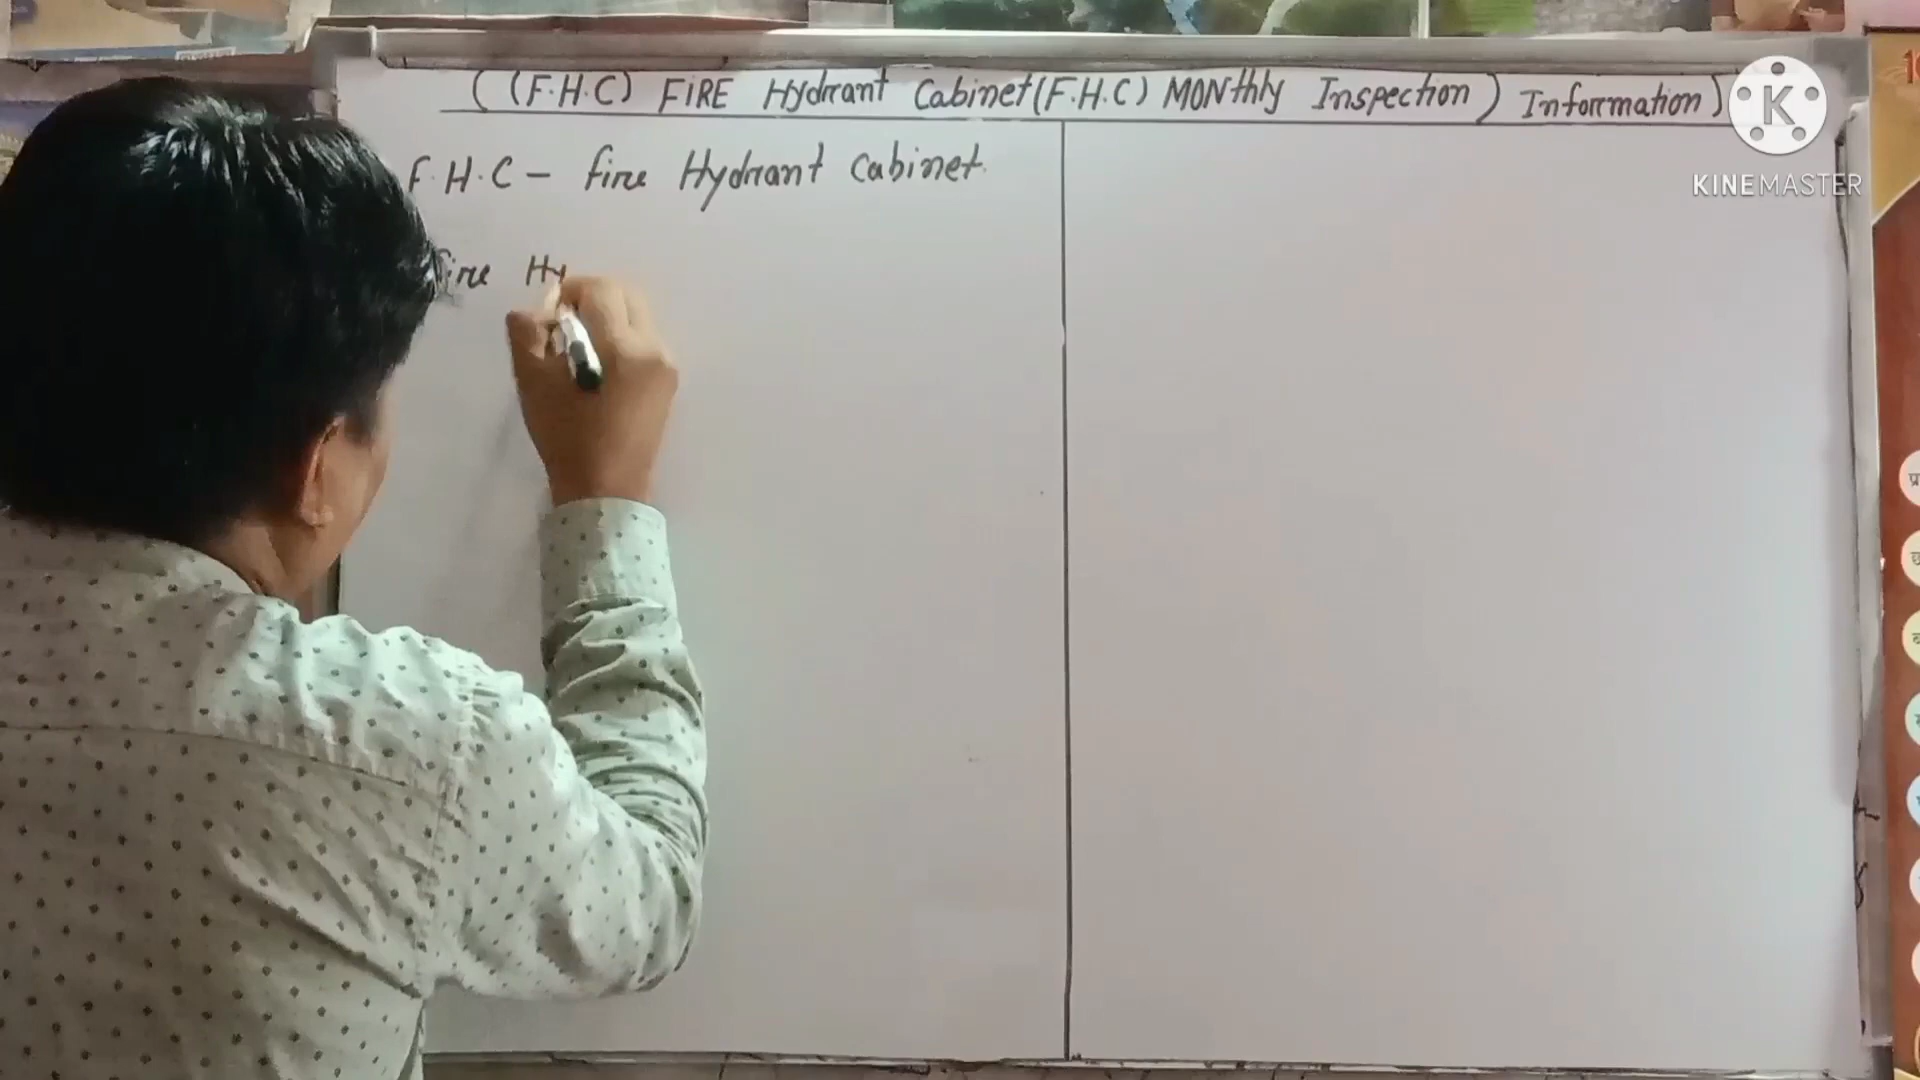 ( (F.H.C) FiRE Hydrant Cabinet (F.H.C) MONthly Inspection ) Information )
F.H.C - fire Hydrant Cabinet.
fire Hy
K
KINEMASTER